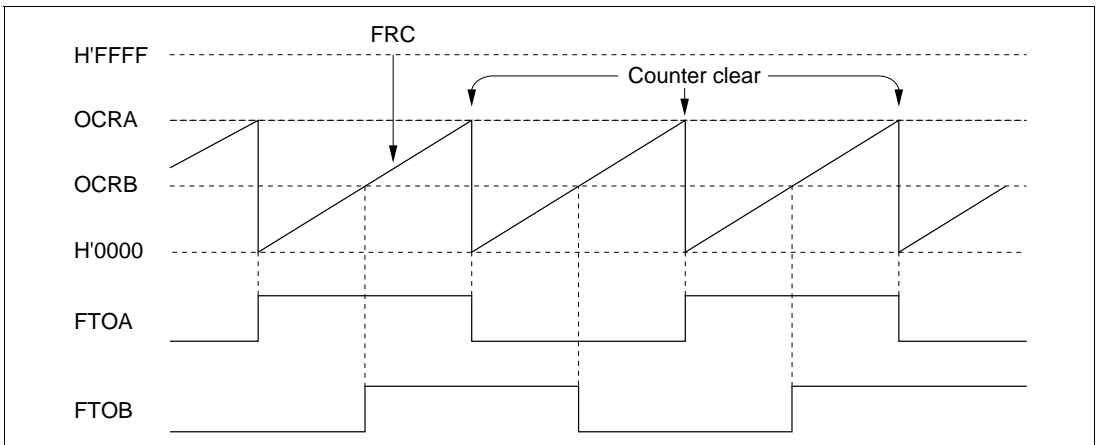 FRC
H'FFFF
Counter clear
OCRA
OCRB
H'0000
FTOA
FTOB